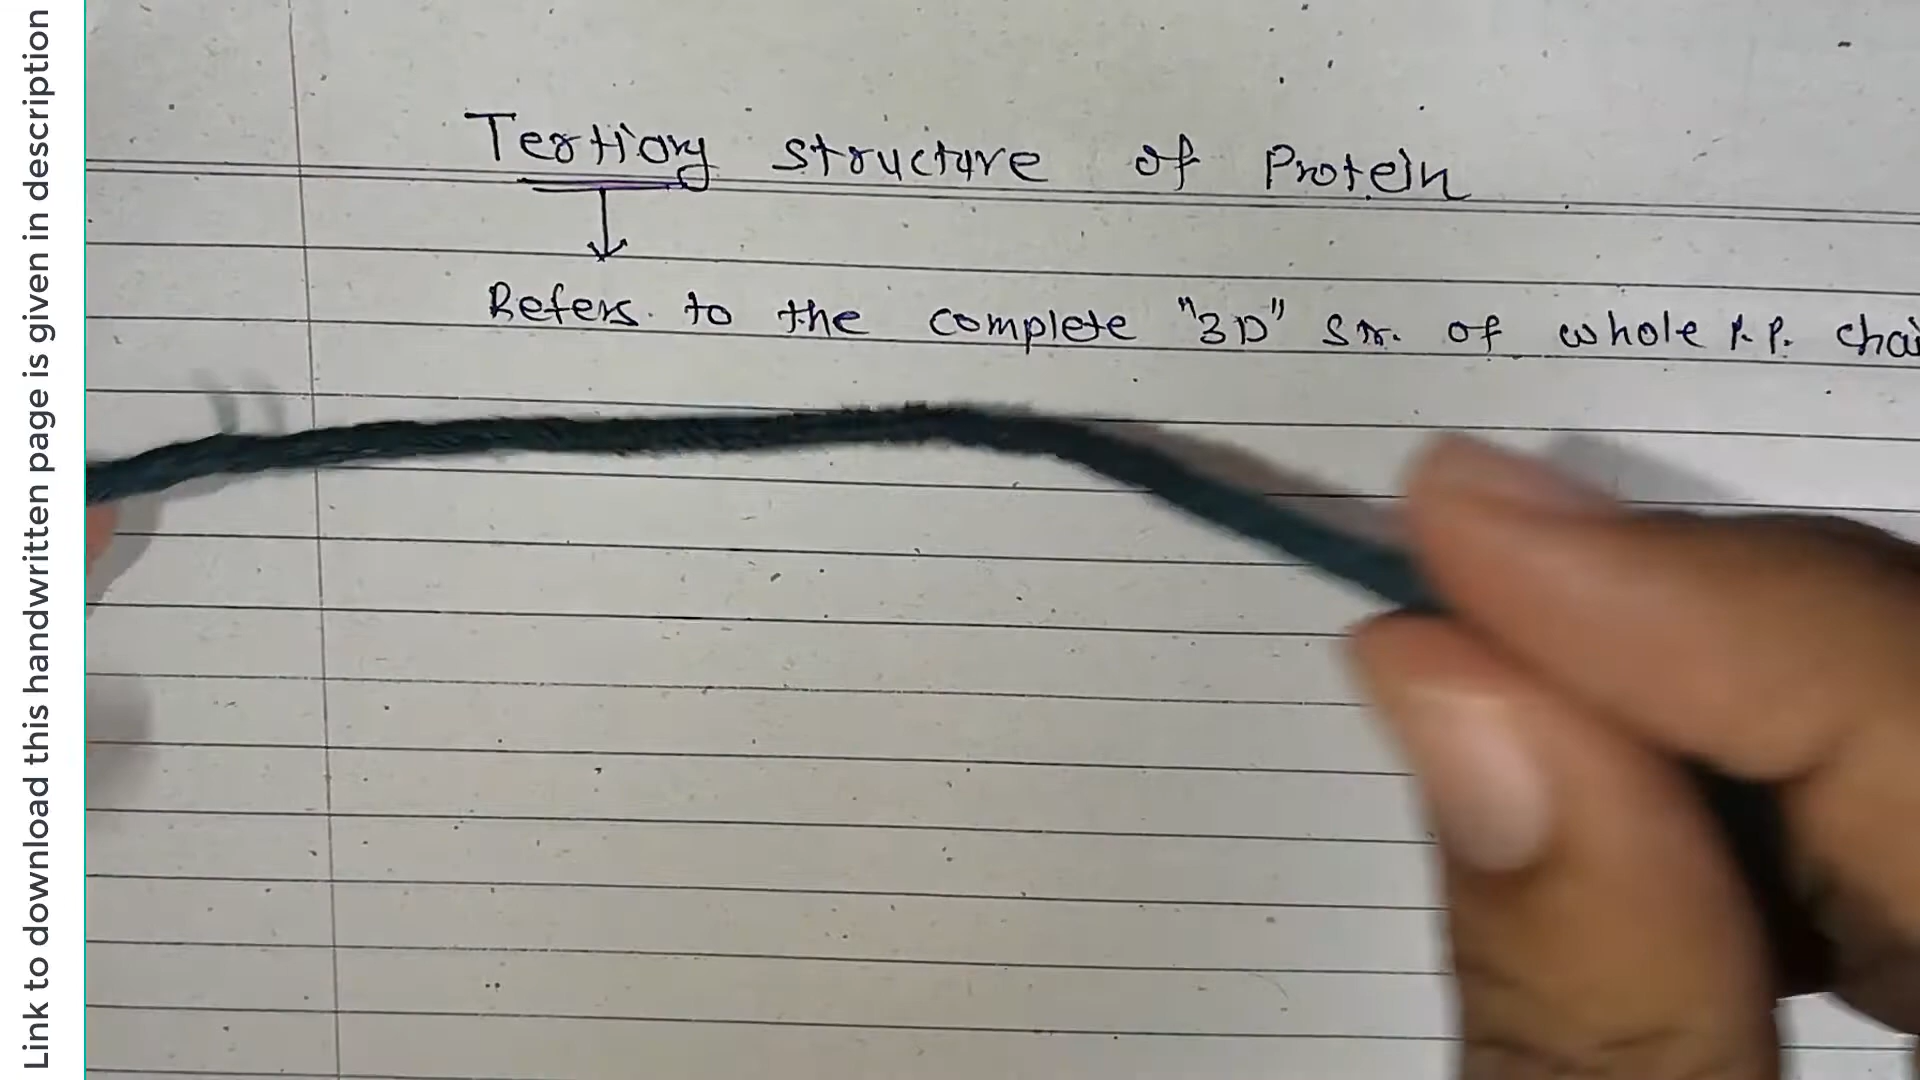 Link to download this handwritten page is given in description
Tertiary structure of Protein
Refers to the complete "3D" Str. of whole P.P. chai